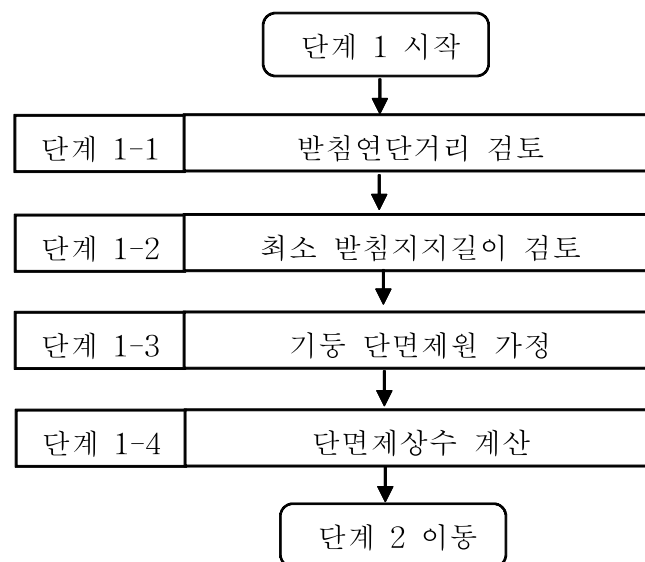 단계 1 시작
단계 1-1 받침연단거리 검토
단계 1-2 최소 받침지지길이 검토
단계 1-3 기둥 단면제원 가정
단계 1-4 단면제상수 계산
단계 2 이동